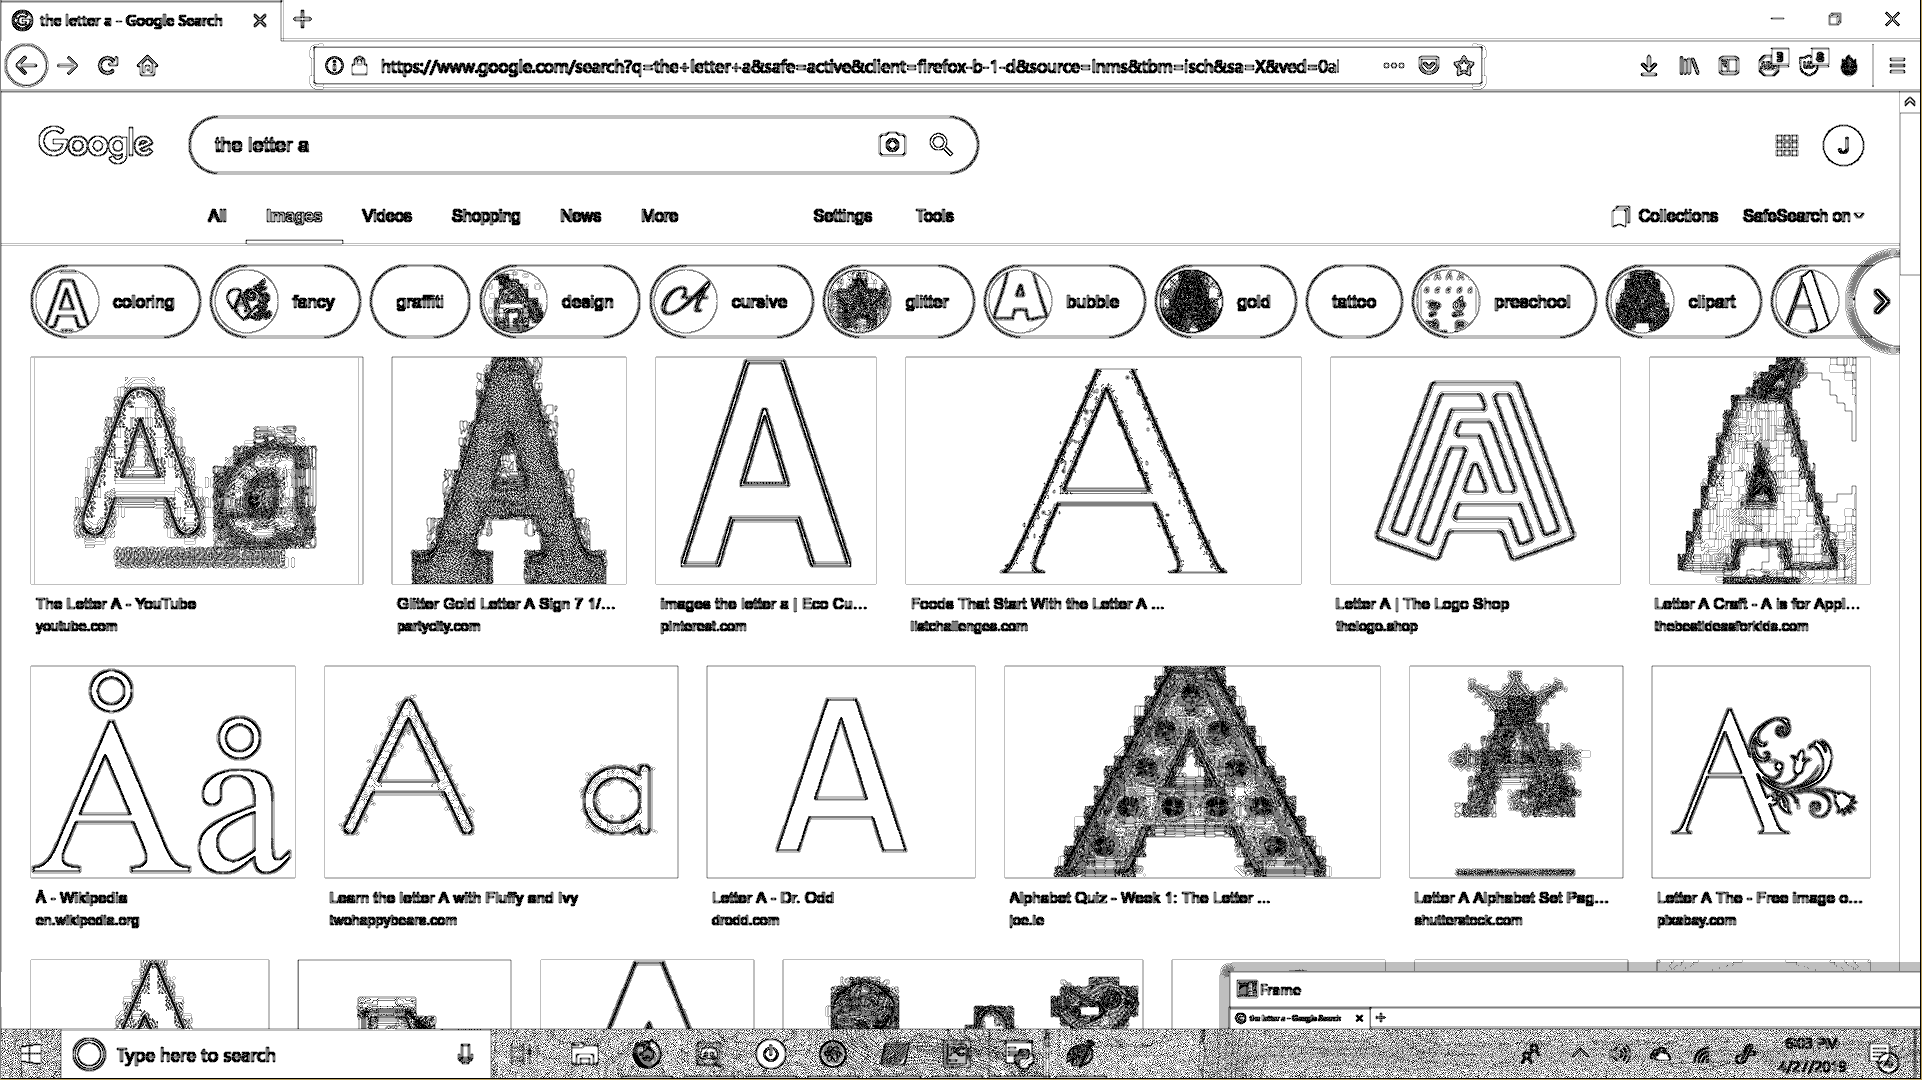 the letter a - Google Search
https://www.google.com/search?q=the+letter+a&safe=active&client=firefox-b-1-d&source=lnms&tbm=isch&sa=X&ved=0a
3 8
Google the letter a J
All Images Videos Shopping News More Settings Tools Collections SafeSearch on
coloring fancy graffiti design cursive glitter bubble gold tattoo preschool clipart
A a A A A A A
The Letter A - YouTube Glitter Gold Letter A Sign 7 1/... images the letter a | Eco Cu... Foods That Start With the Letter A ... Letter A | The Logo Shop Letter A Craft - A is for Appl...
youtube.com partycity.com pinterest.com listchallenges.com thelogo.shop thebestideasforkids.com
Å å A a A A A A
Å - Wikipedia Learn the letter A with Fluffy and Ivy Letter A - Dr. Odd Alphabet Quiz - Week 1: The Letter ... Letter A Alphabet Set Pag... Letter A The - Free image o...
en.wikipedia.org twohappybears.com drodd.com joe.ie shutterstock.com pixabay.com
Frame
the letter a - Google Search
Type here to search
6:03 PM
4/27/2019